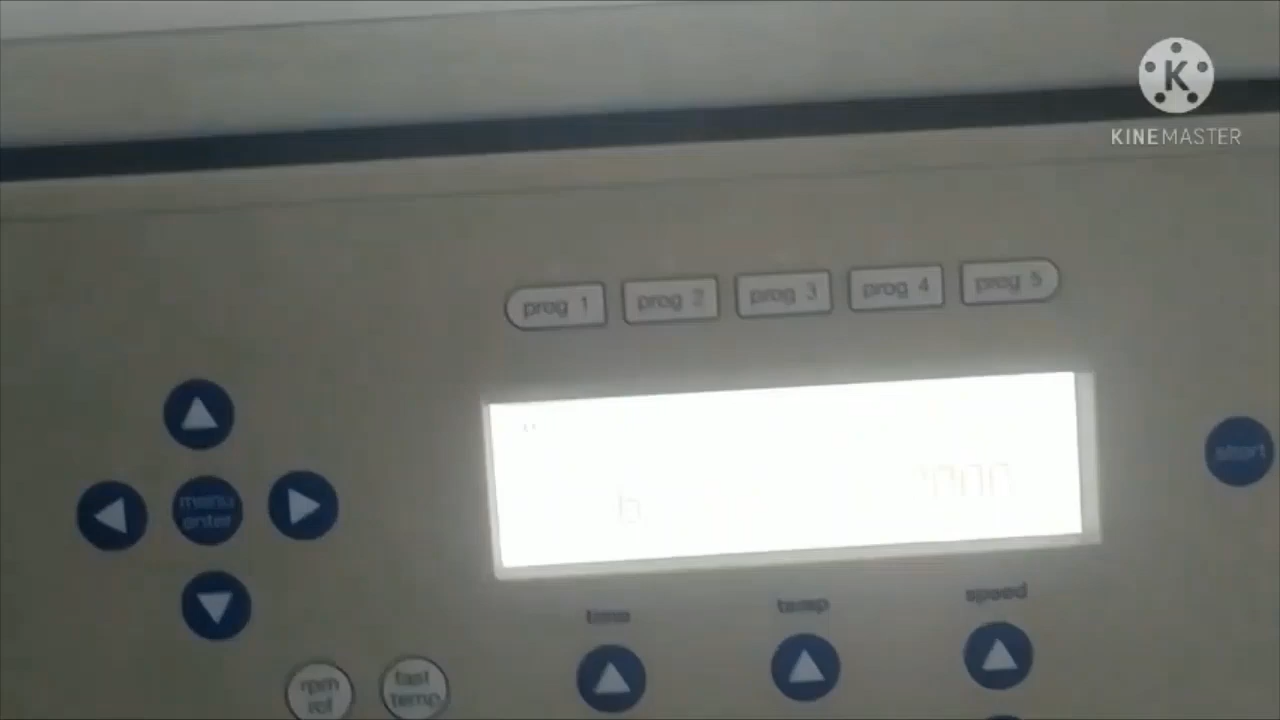 K
KINEMASTER
prog 1
prog 2
prog 3
prog 4
prog 5
menu
enter
start
time
temp
speed
rpm
rcf
fast
temp